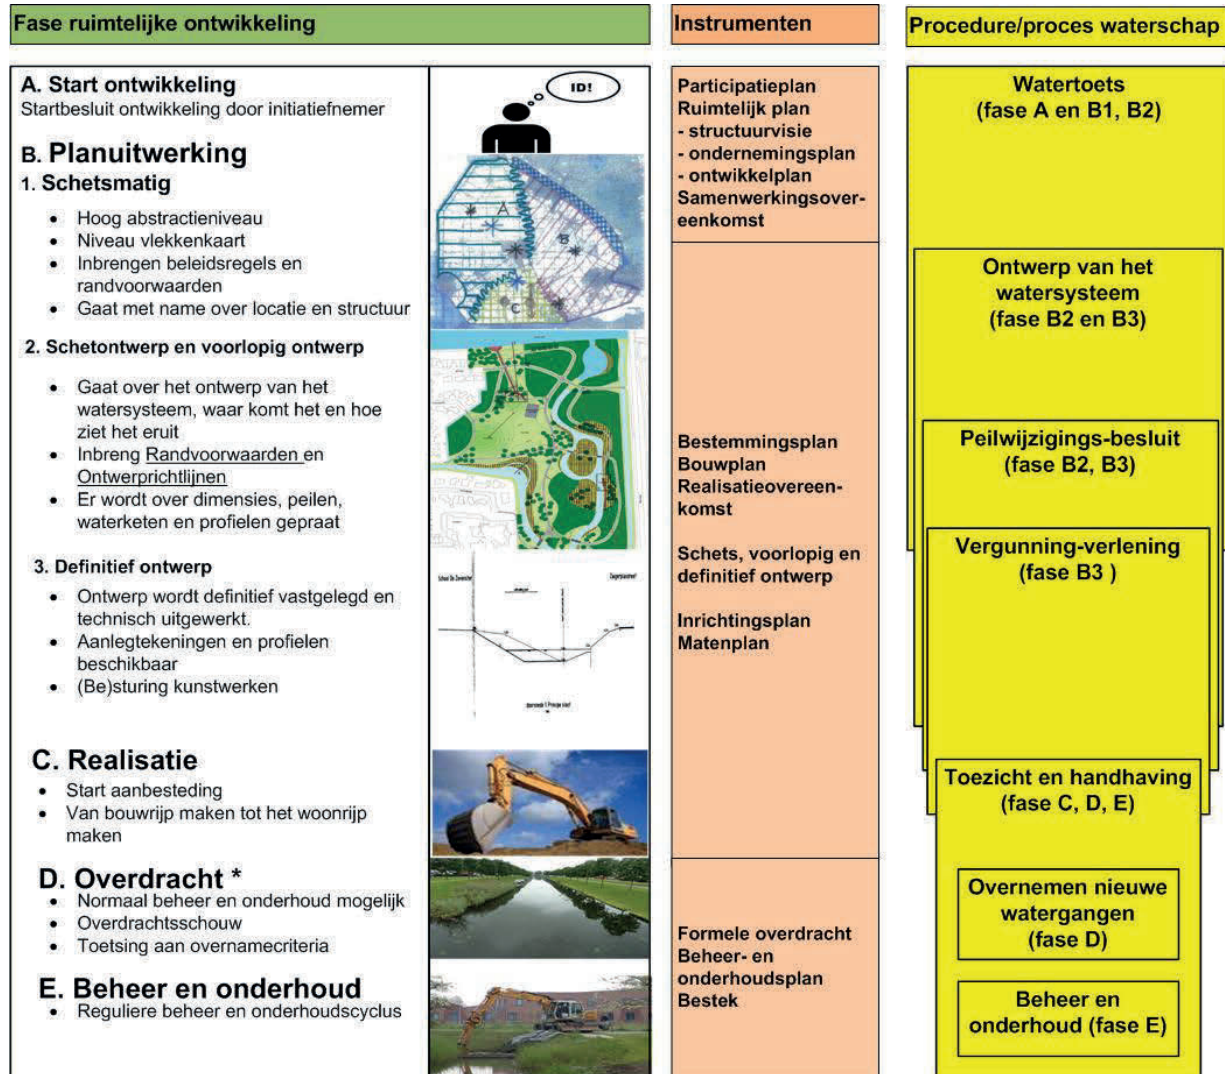 Fase ruimtelijke ontwikkeling
A. Start ontwikkeling
Startbesluit ontwikkeling door initiatiefnemer
ID!
B. Planuitwerking
1. Schetsmatig
• Hoog abstractieniveau
• Niveau vlekkenkaart
• Inbrengen beleidsregels en
randvoorwaarden
• Gaat met name over locatie en structuur
A
B
C
2. Schetontwerp en voorlopig ontwerp
• Gaat over het ontwerp van het
watersysteem, waar komt het en hoe
ziet het eruit
• Inbreng Randvoorwaarden en
Ontwerprichtlijnen
• Er wordt over dimensies, peilen,
waterketen en profielen gepraat
3. Definitief ontwerp
• Ontwerp wordt definitief vastgelegd en
technisch uitgewerkt.
• Aanlegtekeningen en profielen
beschikbaar
• (Be)sturing kunstwerken
C. Realisatie
• Start aanbesteding
• Van bouwrijp maken tot het woonrijp
maken
D. Overdracht *
• Normaal beheer en onderhoud mogelijk
• Overdrachtsschouw
• Toetsing aan overnamecriteria
E. Beheer en onderhoud
• Reguliere beheer en onderhoudscyclus
Instrumenten
Participatieplan
Ruimtelijk plan
- structuurvisie
- ondernemingsplan
- ontwikkelplan
Samenwerkingsover-
eenkomst
Bestemmingsplan
Bouwplan
Realisatieovereen-
komst
Schets, voorlopig en
definitief ontwerp
Inrichtingsplan
Matenplan
Formele overdracht
Beheer- en
onderhoudsplan
Bestek
Procedure/proces waterschap
Watertoets
(fase A en B1, B2)
Ontwerp van het
watersysteem
(fase B2 en B3)
Peilwijzigings-besluit
(fase B2, B3)
Vergunning-verlening
(fase B3 )
Toezicht en handhaving
(fase C, D, E)
Overnemen nieuwe
watergangen
(fase D)
Beheer en
onderhoud (fase E)